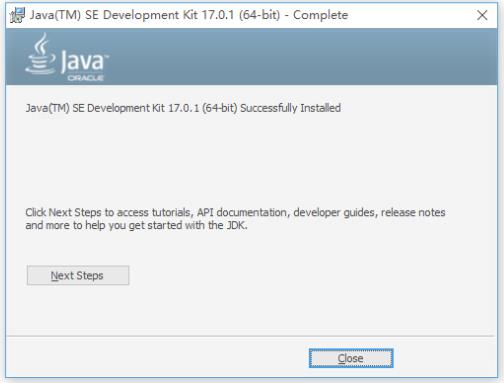 Java(TM) SE Development Kit 17.0.1 (64-bit) - Complete
Java™
ORACLE
Java(TM) SE Development Kit 17.0.1 (64-bit) Successfully Installed
Click Next Steps to access tutorials, API documentation, developer guides, release notes
and more to help you get started with the JDK.
Next Steps
Close